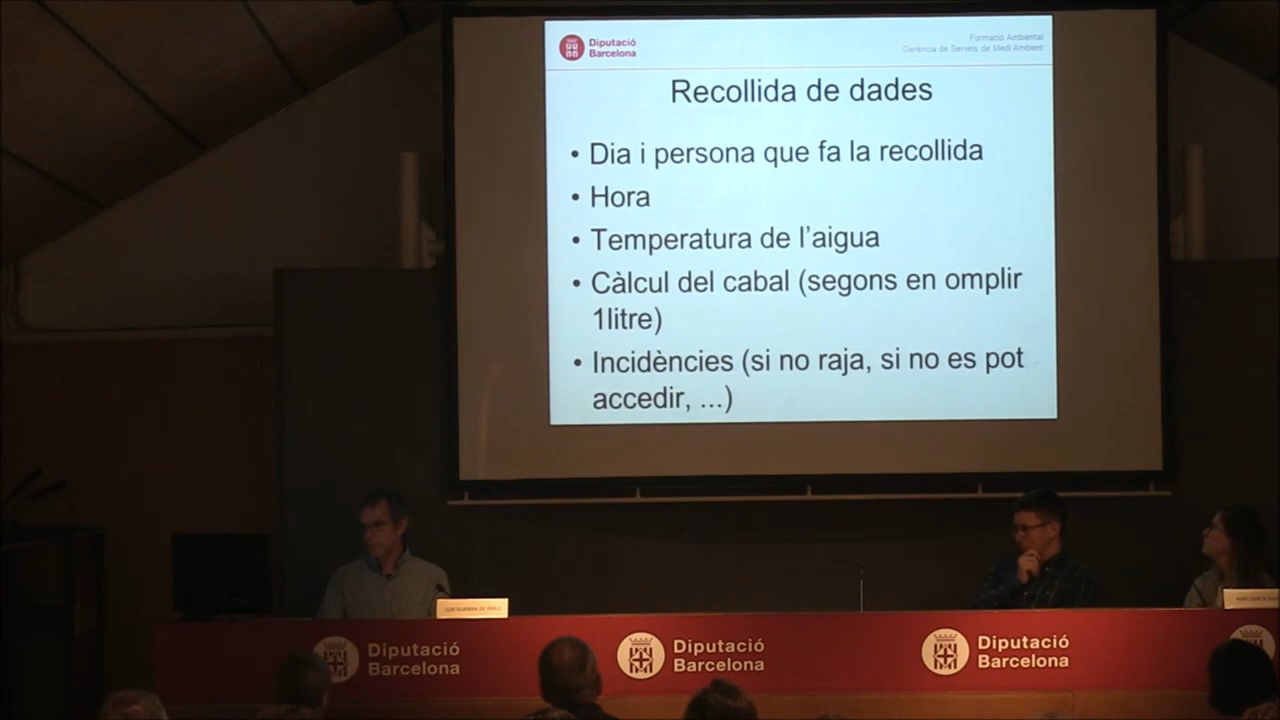 Diputació
Barcelona
Formació Ambiental
Gerència de Serveis de Medi Ambient
Recollida de dades
• Dia i persona que fa la recollida
• Hora
• Temperatura de l'aigua
• Càlcul del cabal (segons en omplir
1litre)
• Incidències (si no raja, si no es pot
accedir, ...)
Diputació
Barcelona
Diputació
Barcelona
Diputació
Barcelona